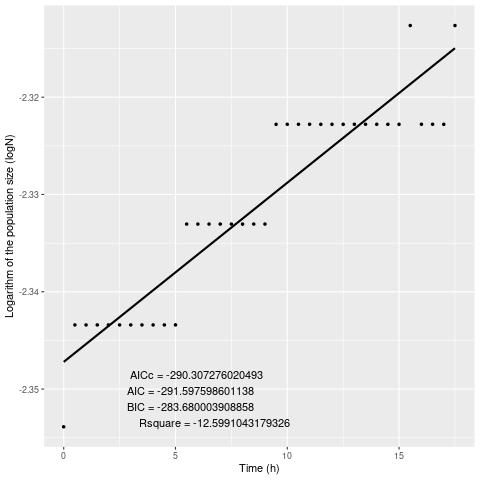 Logarithm of the population size (logN)
-2.32
-2.33
-2.34
-2.35
AICc = -290.307276020493
AIC = -291.597598601138
BIC = -283.680003908858
Rsquare = -12.5991043179326
0 5 10 15
Time (h)